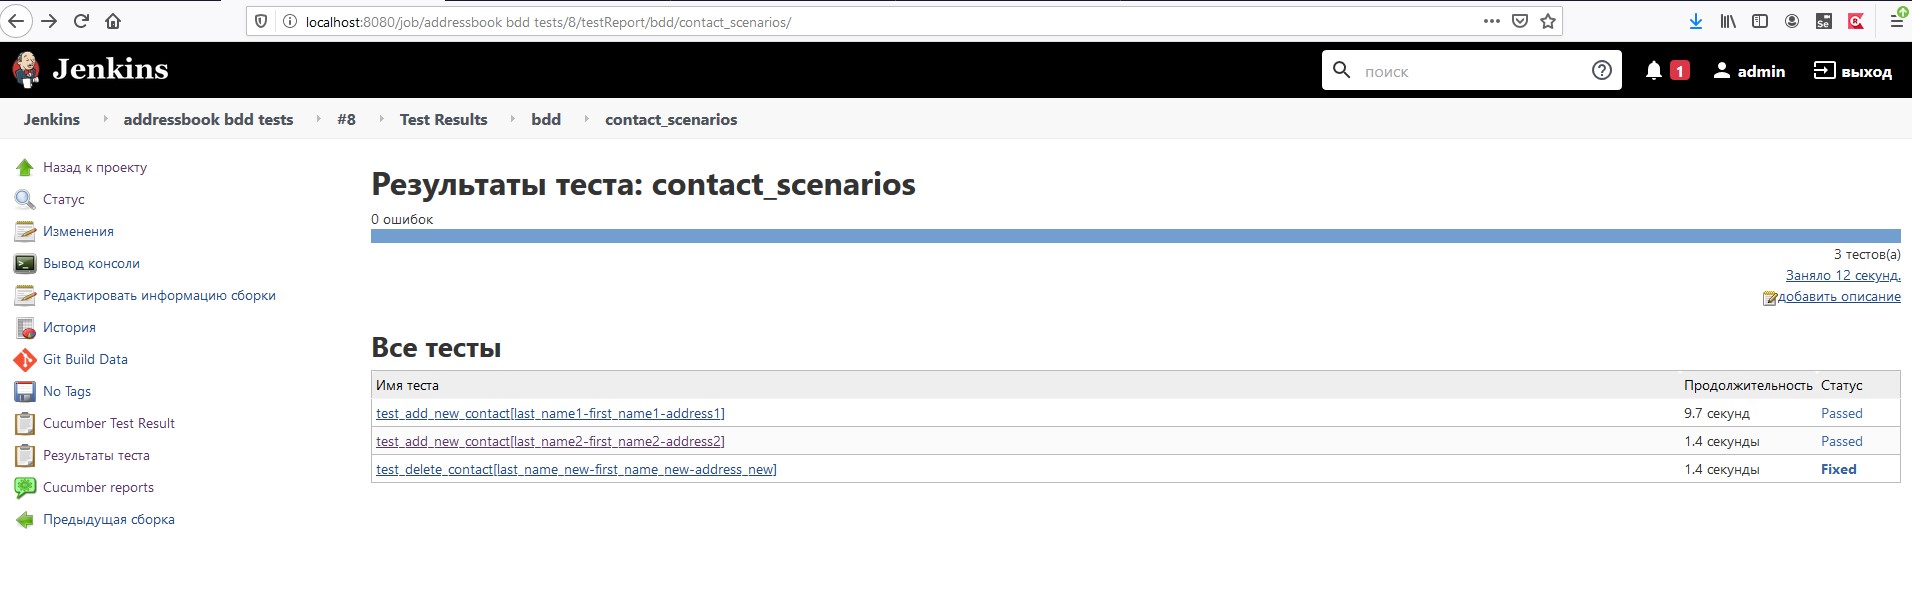 localhost:8080/job/addressbook bdd tests/8/testReport/bdd/contact_scenarios/
Jenkins
поиск
1
admin
выход
Jenkins addressbook bdd tests #8 Test Results bdd contact_scenarios
Назад к проекту
Статус
Изменения
Вывод консоли
Редактировать информацию сборки
История
Git Build Data
No Tags
Cucumber Test Result
Результаты теста
Cucumber reports
Предыдущая сборка
Результаты теста: contact_scenarios
0 ошибок
3 тестов(а)
Заняло 12 секунд.
добавить описание
Все тесты
Имя теста Продолжительность Статус
test_add_new_contact[last_name1-first_name1-address1] 9.7 секунд Passed
test_add_new_contact[last_name2-first_name2-address2] 1.4 секунды Passed
test_delete_contact[last_name_new-first_name_new-address_new] 1.4 секунды Fixed